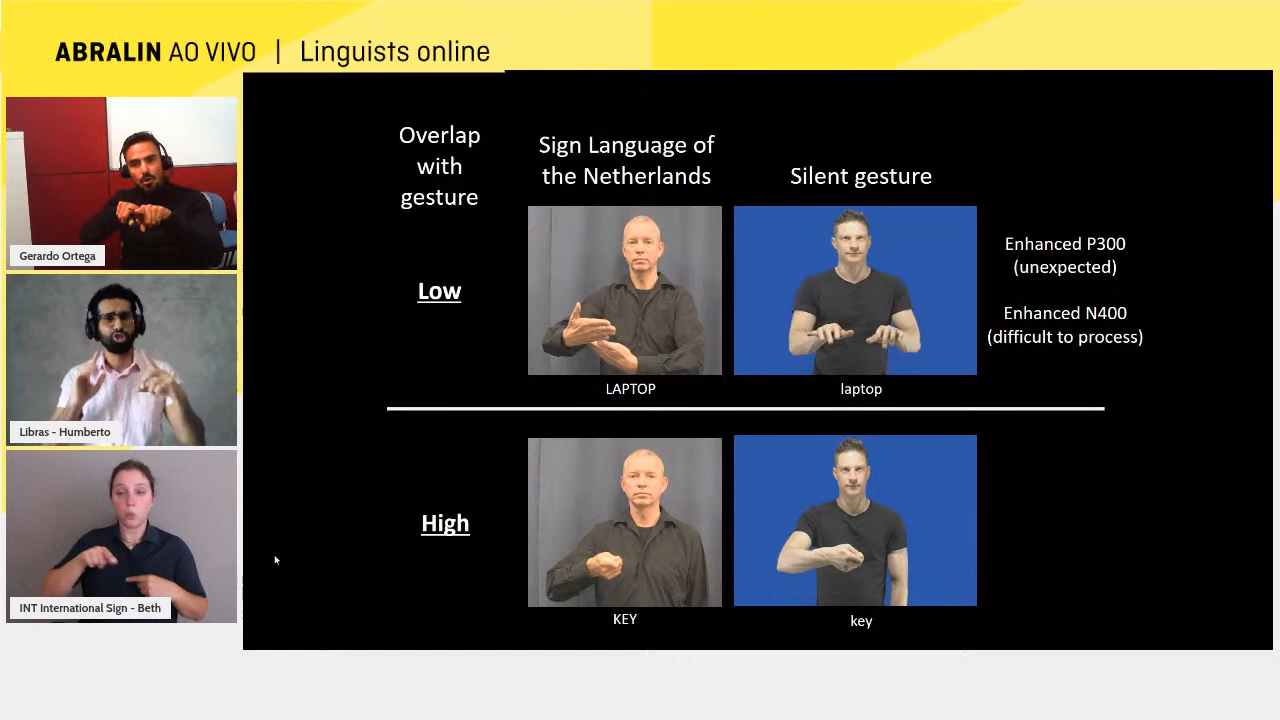 ABRALIN AO VIVO | Linguists online
Gerardo Ortega
Libras - Humberto
INT International Sign - Beth
Overlap
with
gesture
Sign Language of
the Netherlands
Silent gesture
Low
LAPTOP
laptop
Enhanced P300
(unexpected)
Enhanced N400
(difficult to process)
High
KEY
key